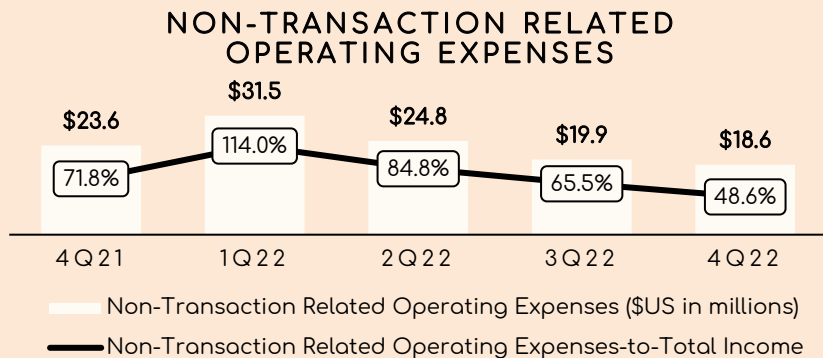 NON-TRANSACTION RELATED
OPERATING EXPENSES
$23.6
$31.5
$24.8
$19.9
$18.6
71.8%
114.0%
84.8%
65.5%
48.6%
4Q21
1Q22
2Q22
3Q22
4Q22
Non-Transaction Related Operating Expenses ($US in millions)
Non-Transaction Related Operating Expenses-to-Total Income